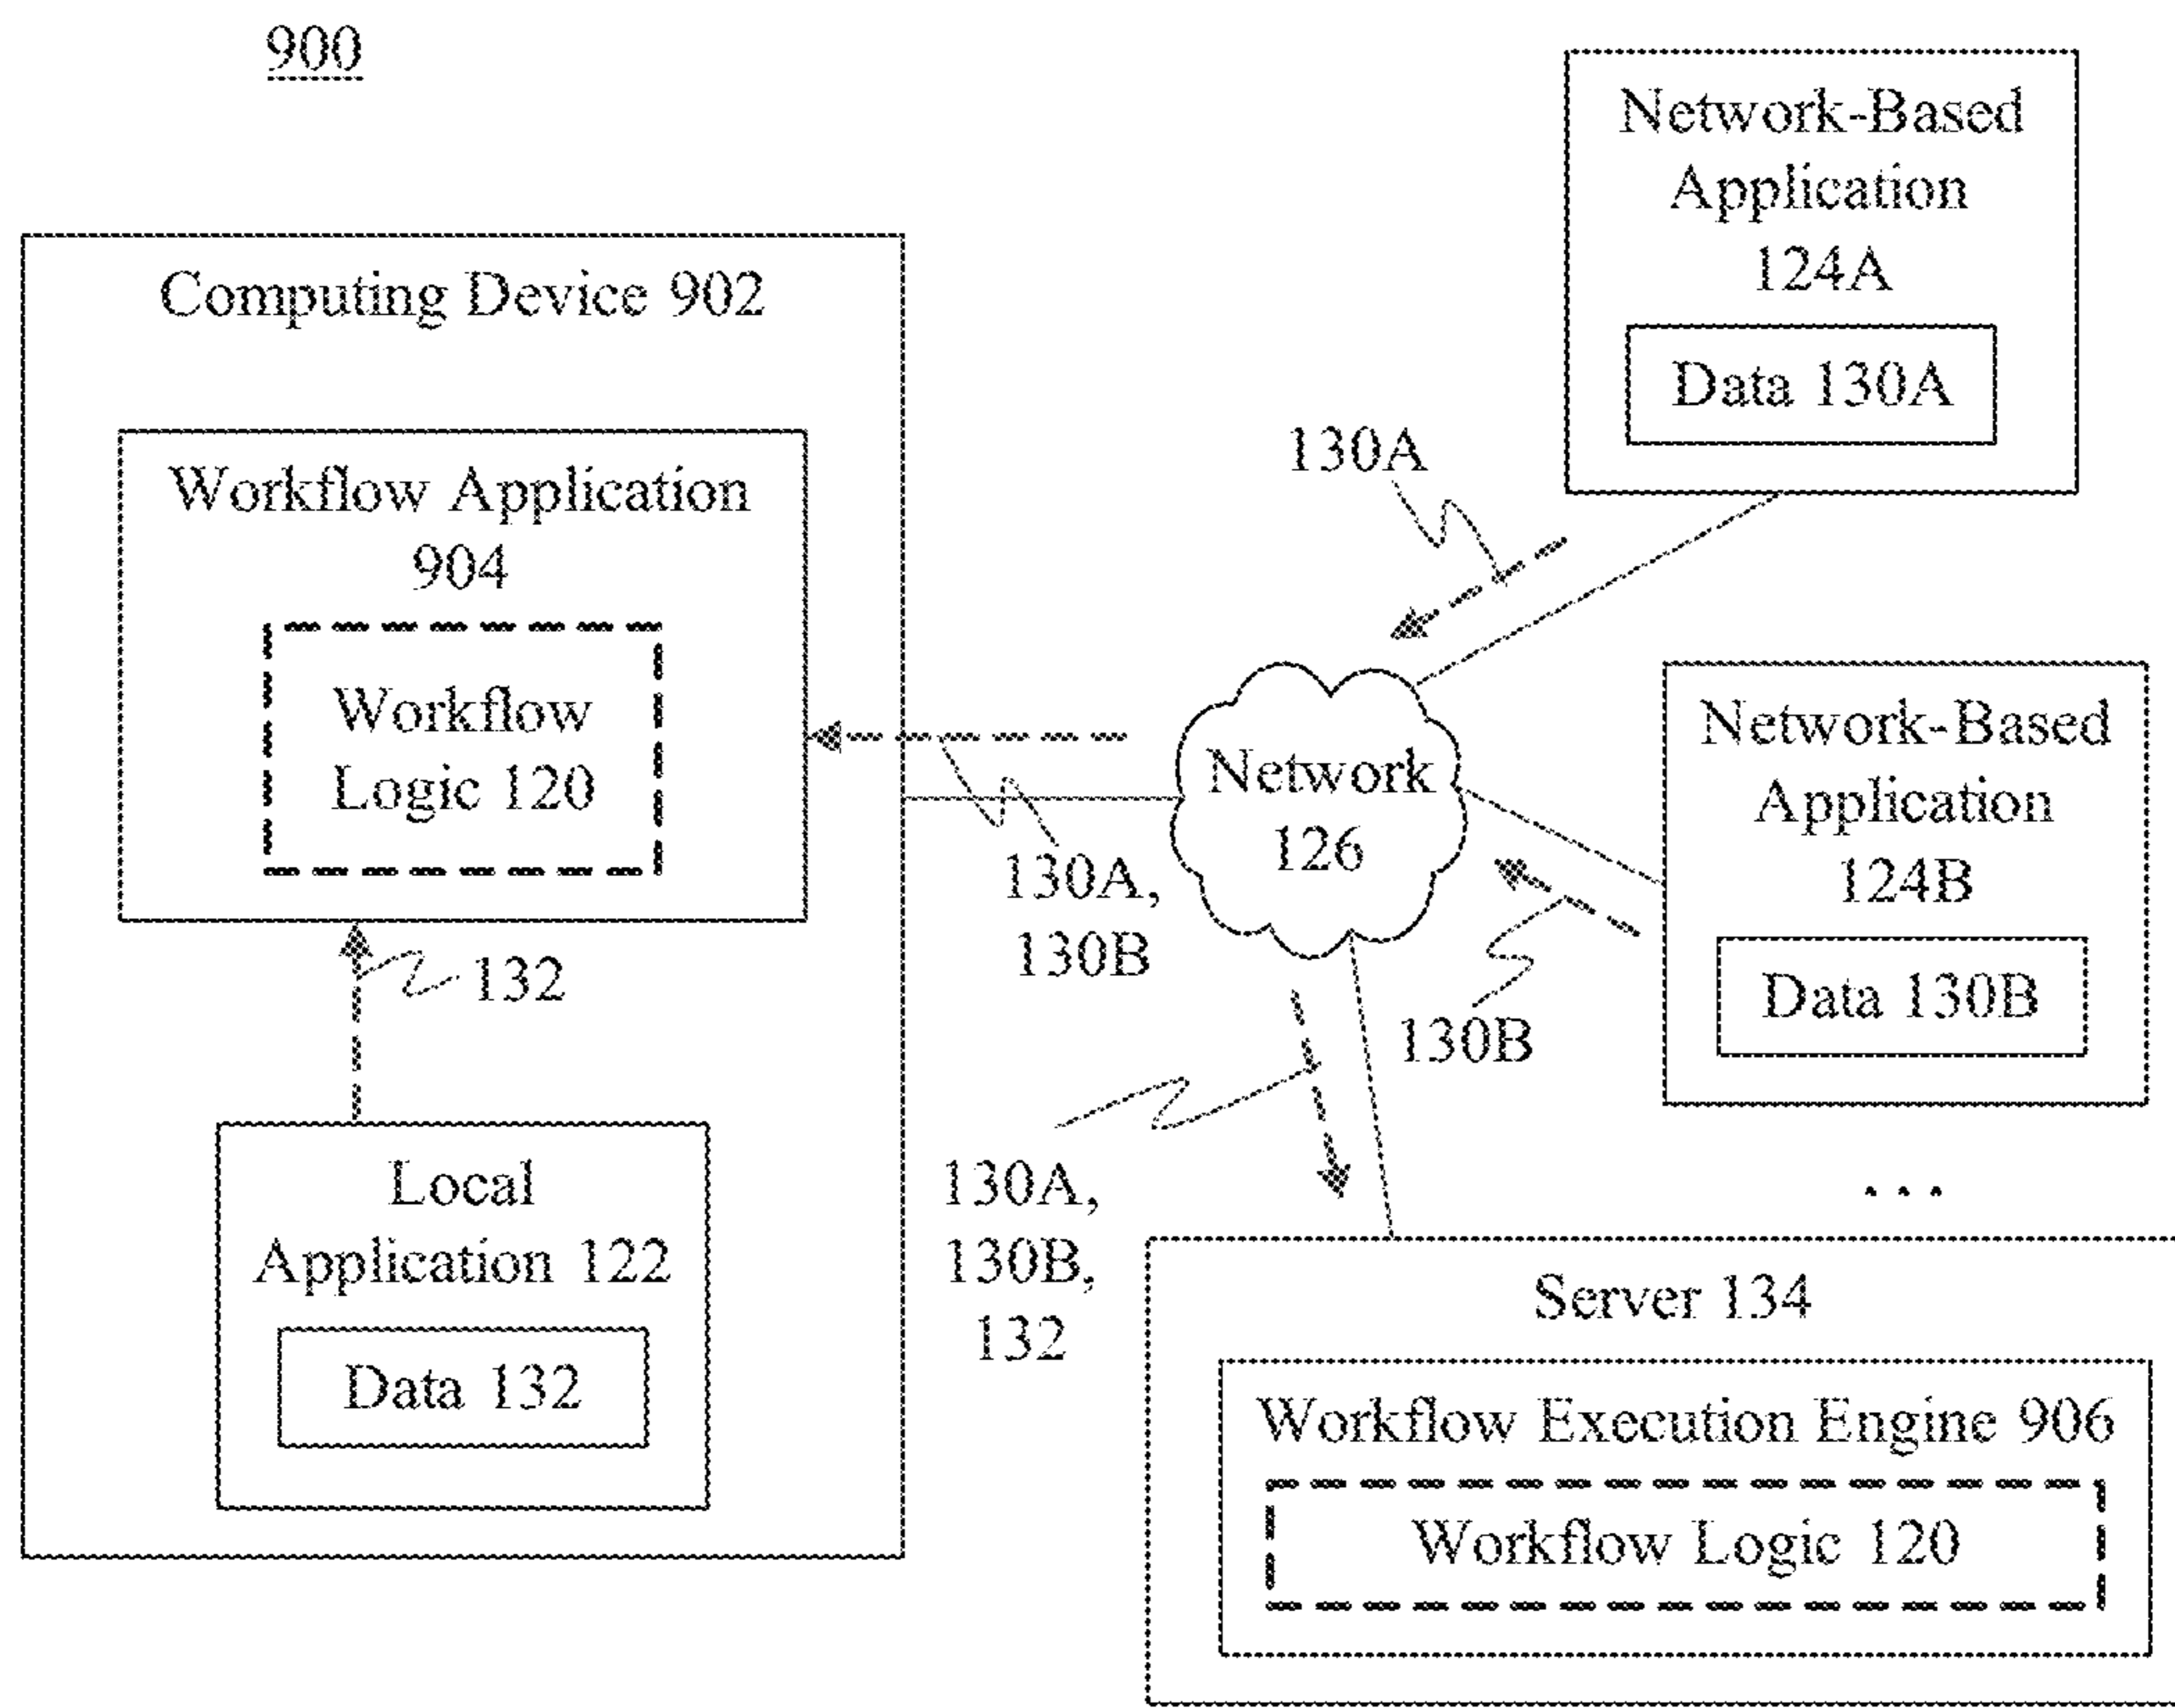 900
Computing Device 902
Workflow Application
904
Workflow
Logic 120
132
Local
Application 122
Data 132
130A,
130B
Network
126
130A
Network-Based
Application
124A
Data 130A
Network-Based
Application
124B
Data 130B
130B
130A,
130B,
132
...
Server 134
Workflow Execution Engine 906
Workflow Logic 120